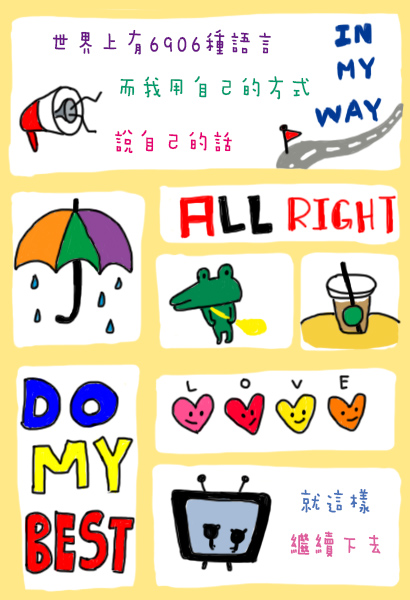 世界上有6906種語言
而我用自己的方式
說自己的話
IN
MY
WAY
ALL RIGHT
LOVE
DO
MY
BEST
就這樣
繼續下去